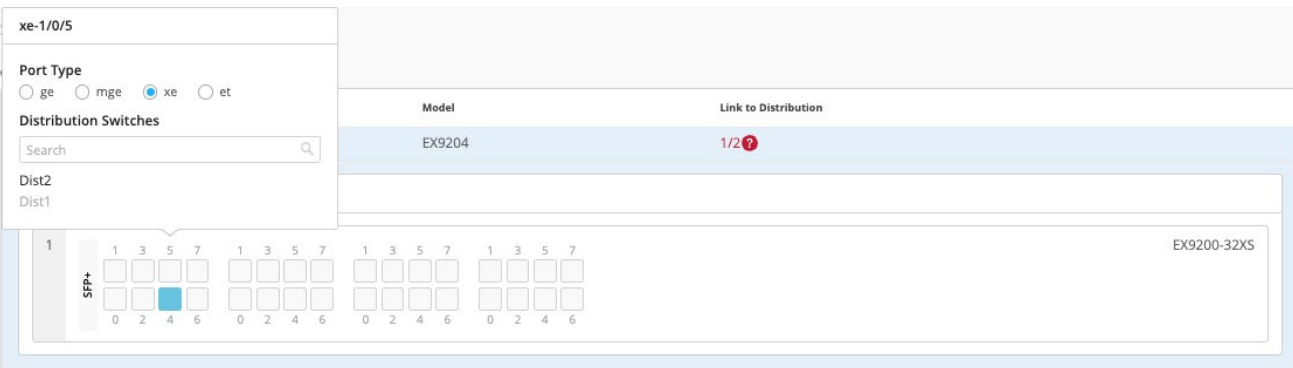 xe-1/0/5
Port Type
ge mge xe et
Distribution Switches
Search
Dist2
Dist1
Model Link to Distribution
EX9204 1/2?
1 EX9200-32XS
SFP+
1 3 5 7 1 3 5 7 1 3 5 7 1 3 5 7
0 2 4 6 0 2 4 6 0 2 4 6 0 2 4 6